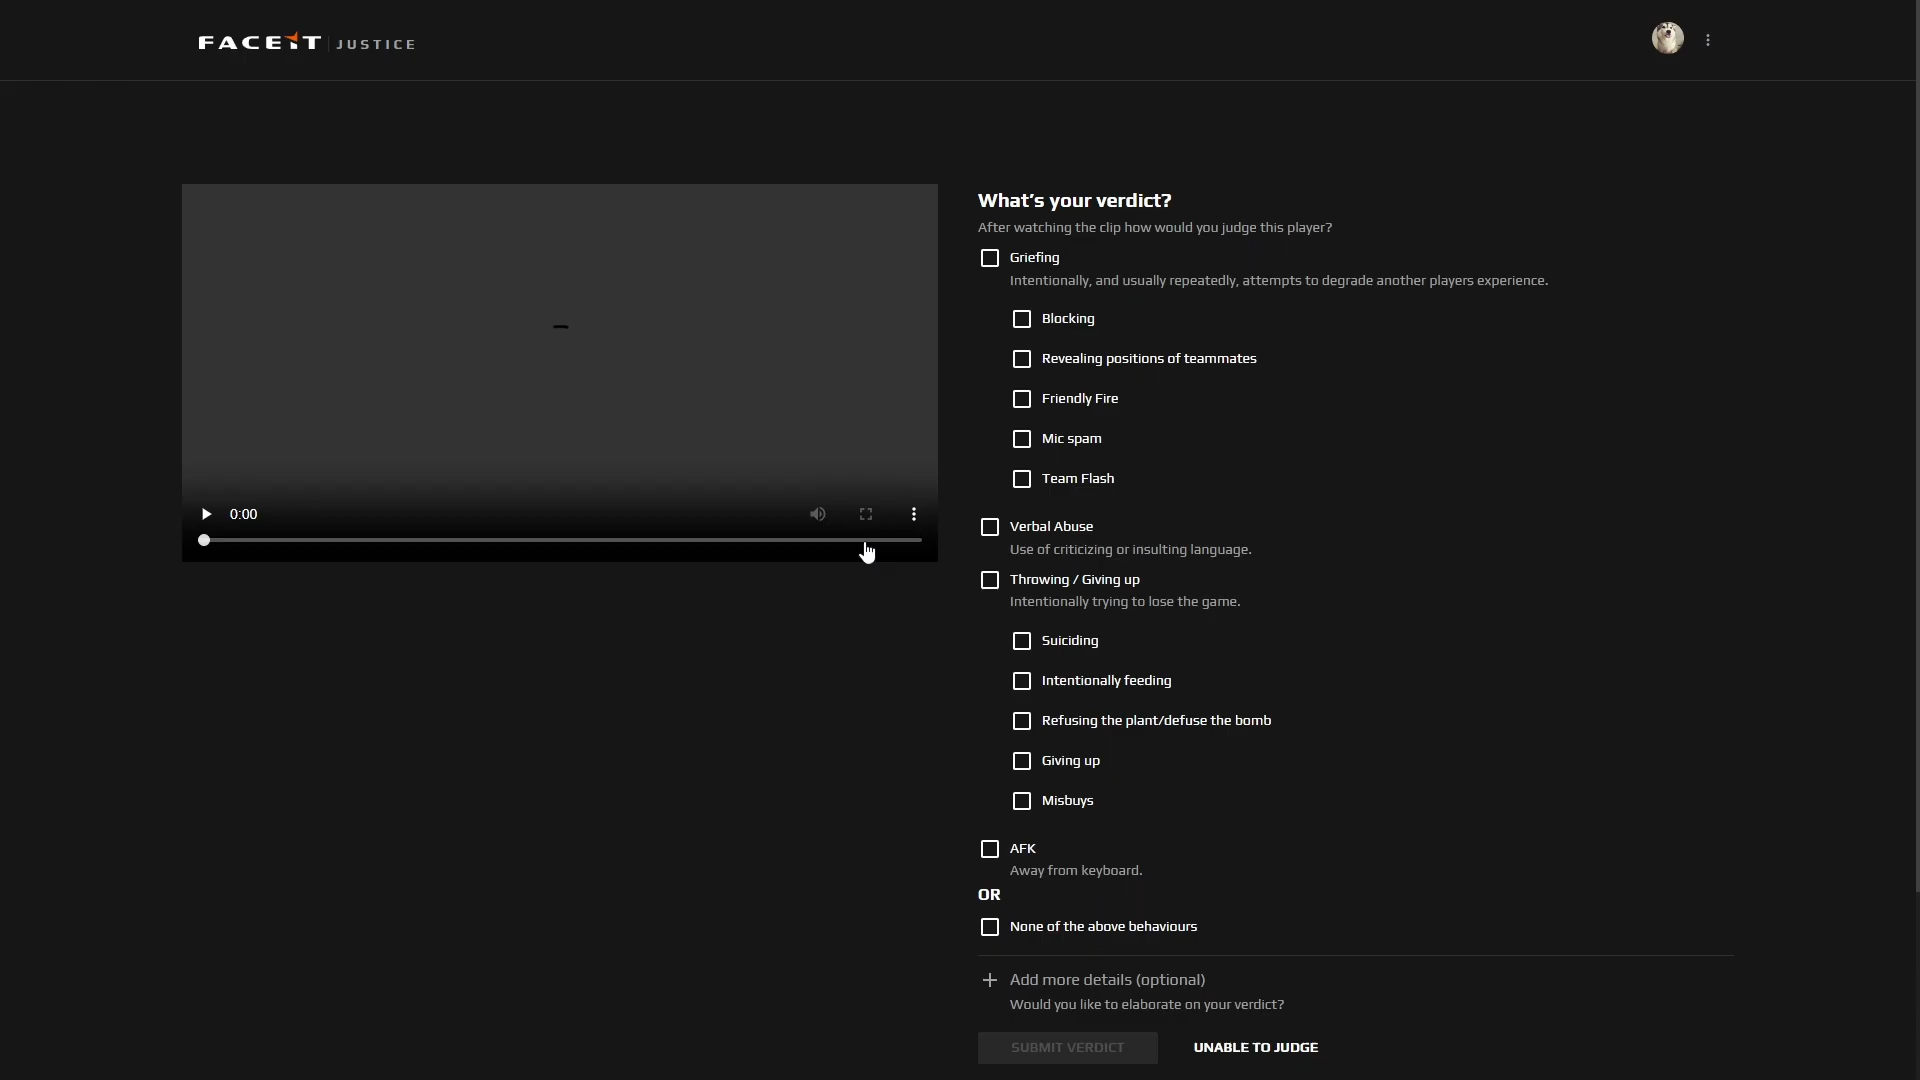 FACEIT JUSTICE
What's your verdict?
After watching the clip how would you judge this player?
Griefing
Intentionally, and usually repeatedly, attempts to degrade another players experience.
Blocking
Revealing positions of teammates
Friendly Fire
Mic spam
Team Flash
0:00
Verbal Abuse
Use of criticizing or insulting language.
Throwing / Giving up
Intentionally trying to lose the game.
Suiciding
Intentionally feeding
Refusing the plant/defuse the bomb
Giving up
Misbuys
AFK
Away from keyboard.
OR
None of the above behaviours
Add more details (optional)
Would you like to elaborate on your verdict?
SUBMIT VERDICT UNABLE TO JUDGE